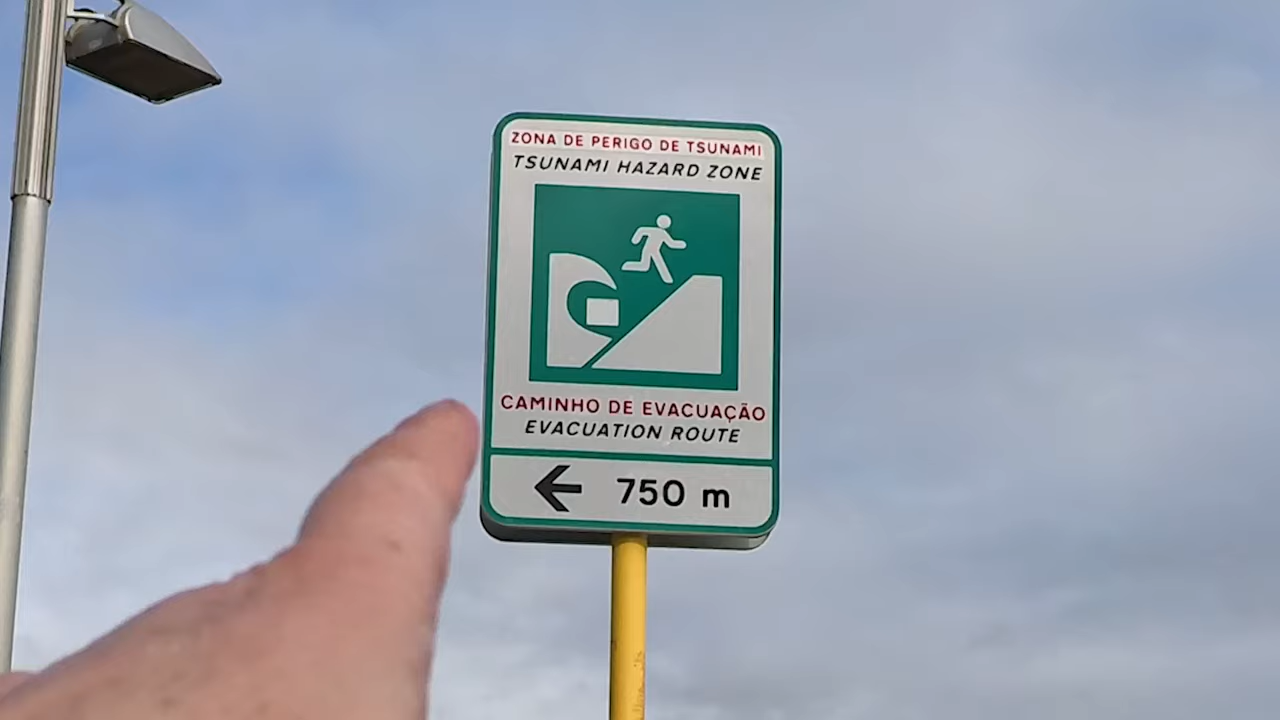 ZONA DE PERIGO DE TSUNAMI
TSUNAMI HAZARD ZONE
CAMINHO DE EVACUAÇÃO
EVACUATION ROUTE
← 750 m